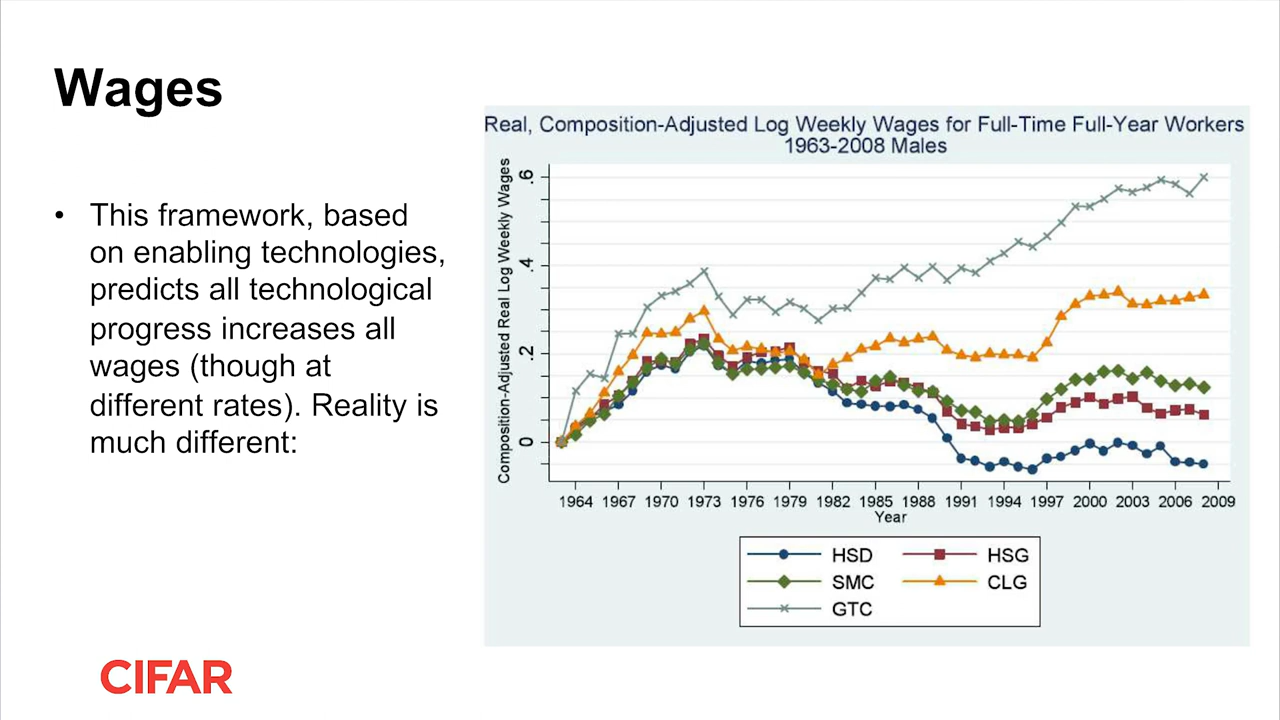 Wages
• This framework, based
on enabling technologies,
predicts all technological
progress increases all
wages (though at
different rates). Reality is
much different:
Real, Composition-Adjusted Log Weekly Wages for Full-Time Full-Year Workers
1963-2008 Males
Composition-Adjusted Real Log Weekly Wages
.6
.4
.2
0
1964 1967 1970 1973 1976 1979 1982 1985 1988 1991 1994 1997 2000 2003 2006 2009
Year
HSD HSG
SMC CLG
GTC
CIFAR